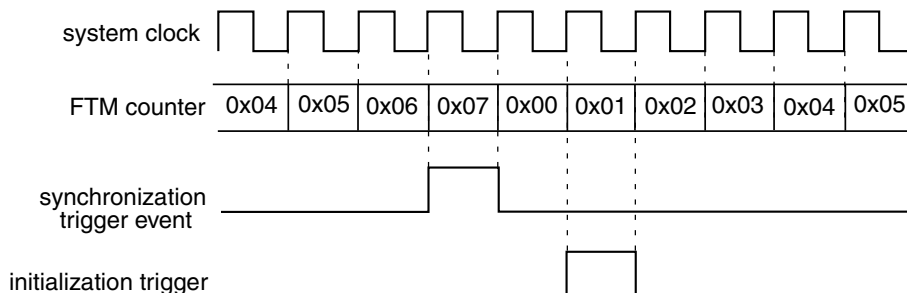 system clock
FTM counter 0x04 0x05 0x06 0x07 0x00 0x01 0x02 0x03 0x04 0x05
synchronization
trigger event
initialization trigger